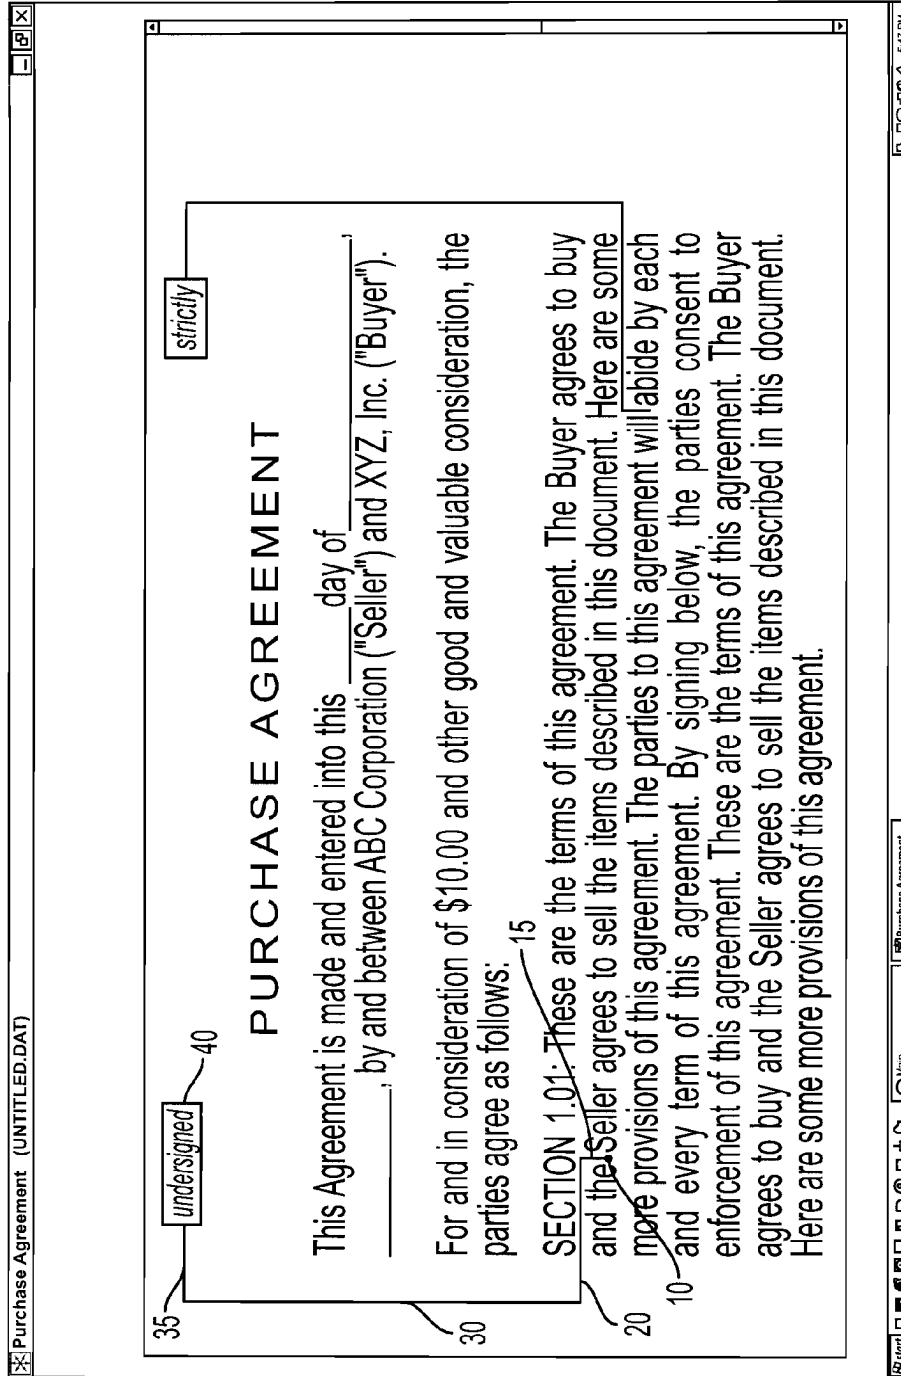 Purchase Agreement (UNTITLED.DAT)
35
undersigned
40
strictly
PURCHASE AGREEMENT
This Agreement is made and entered into this ______ day of ____________________,
__________, by and between ABC Corporation ("Seller") and XYZ, Inc. ("Buyer").
For and in consideration of $10.00 and other good and valuable consideration, the
parties agree as follows:
15
30
SECTION 1.01: These are the terms of this agreement. The Buyer agrees to buy
and the Seller agrees to sell the items described in this document. Here are some
more provisions of this agreement. The parties to this agreement will abide by each
and every term of this agreement. By signing below, the parties consent to
enforcement of this agreement. These are the terms of this agreement. The Buyer
agrees to buy and the Seller agrees to sell the items described in this document.
Here are some more provisions of this agreement.
20
10
Purchase Agreement